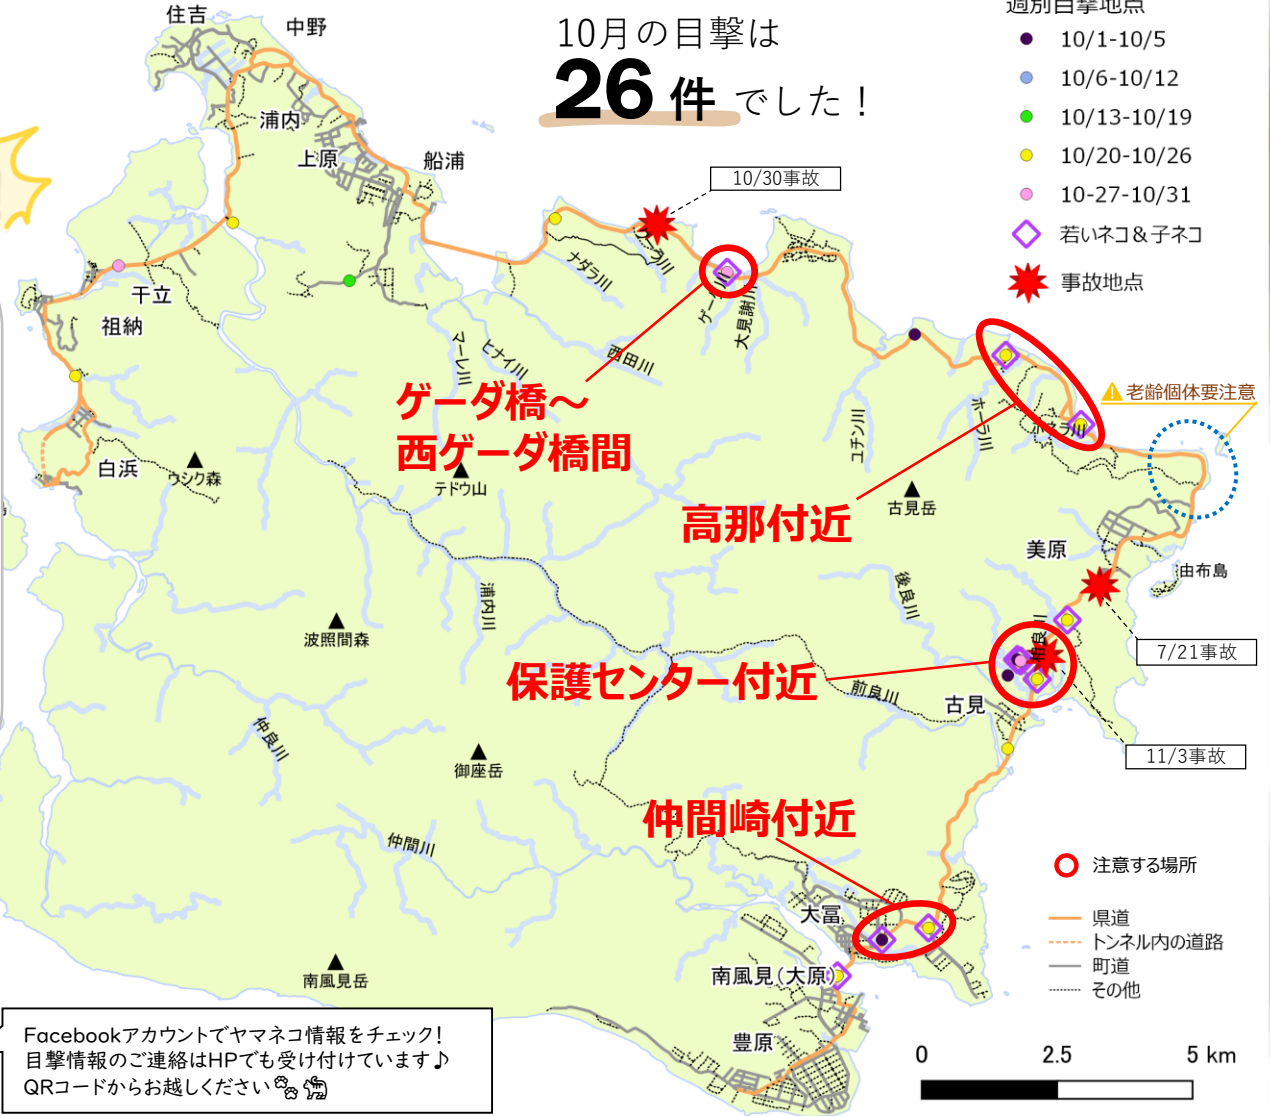 住吉
中野
10月の目撃は
26 件 でした！
週別目撃地点
10/1-10/5
10/6-10/12
10/13-10/19
10/20-10/26
10-27-10/31
若いネコ＆子ネコ
事故地点
浦内
上原
船浦
10/30事故
干立
祖納
ナダラ川
ゲーダ川
大見謝川
西田川
ヒナイ川
マーレ川
ゲーダ橋～
西ゲーダ橋間
老齢個体要注意
ユチン川
ホーラ川
ホネラ川
白浜
ウシク森
テドウ山
古見岳
高那付近
美原
由布島
浦内川
後良川
相良川
波照間森
7/21事故
保護センター付近
前良川
古見
仲良川
御座岳
11/3事故
仲間崎付近
仲間川
注意する場所
大冨
県道
トンネル内の道路
町道
その他
南風見岳
南風見(大原)
豊原
Facebookアカウントでヤマネコ情報をチェック！
目撃情報のご連絡はHPでも受け付けています♪
QRコードからお越しください
0 2.5 5 km